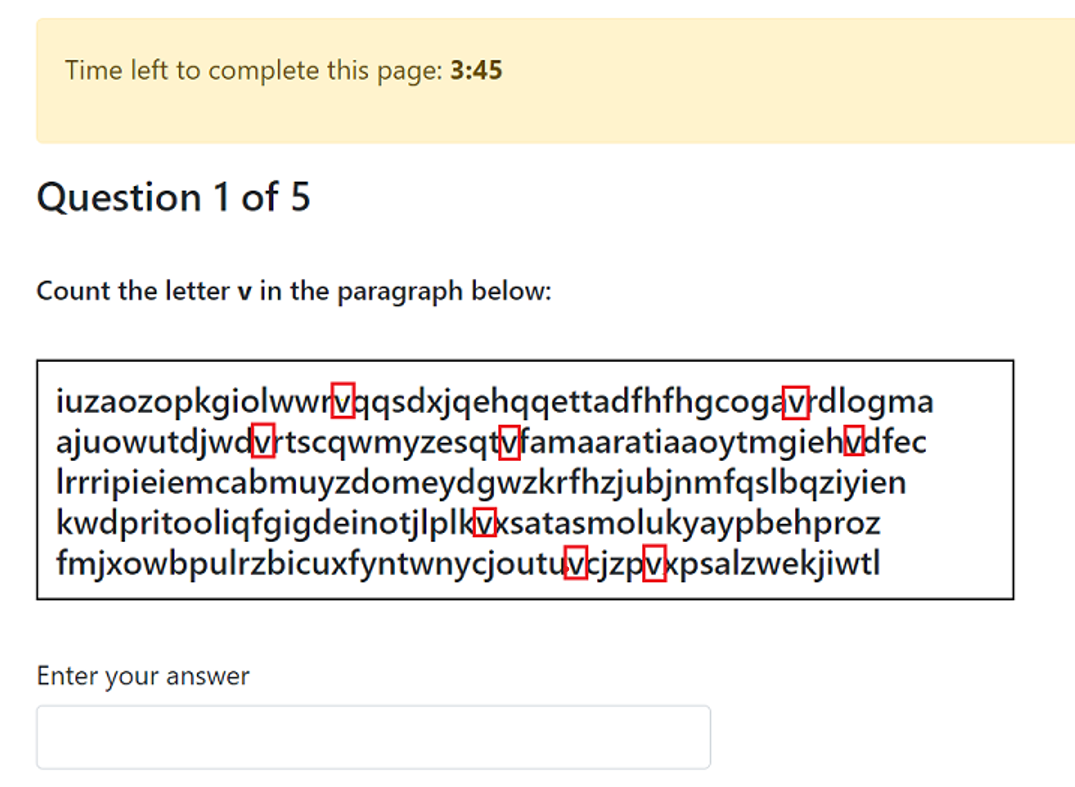 Time left to complete this page: 3:45
Question 1 of 5
Count the letter v in the paragraph below:
iuzaozopkgiolwwrvqqsdxjqehqqettadfhfhgcogavrdlogma
ajuowutdjwdvrtscqwmyzesqtvfamaaratiaaoytmgiehvdfec
lrrripieiemcabmuyzdomeydgwzkrfhzjubjnmfqslbqziyien
kwdpritooliqfgigdeinotjlplkvxsatasmolukyaypbehproz
fmjxowbpulrzbicuxfyntwnycjoutuvcjzpvxpsalzwekjiwtl
Enter your answer